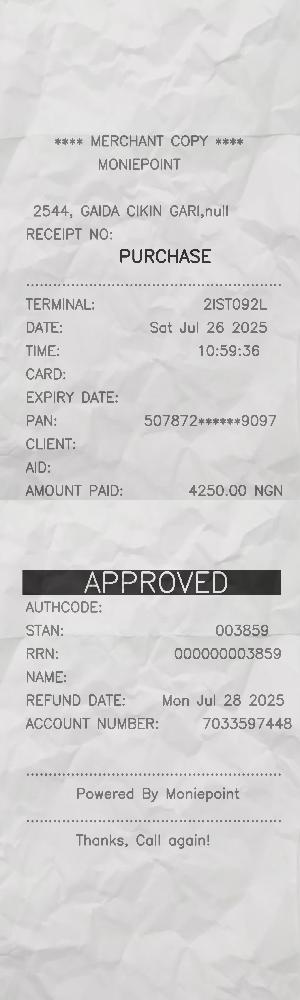 **** MERCHANT COPY ****
MONIEPOINT
2544, GAIDA CIKIN GARI,null
RECEIPT NO:
PURCHASE
TERMINAL: 2IST092L
DATE: Sat Jul 26 2025
TIME: 10:59:36
CARD:
EXPIRY DATE:
PAN: 507872******9097
CLIENT:
AID:
AMOUNT PAID: 4250.00 NGN
APPROVED
AUTHCODE:
STAN: 003859
RRN: 000000003859
NAME:
REFUND DATE: Mon Jul 28 2025
ACCOUNT NUMBER: 7033597448
Powered By Moniepoint
Thanks, Call again!